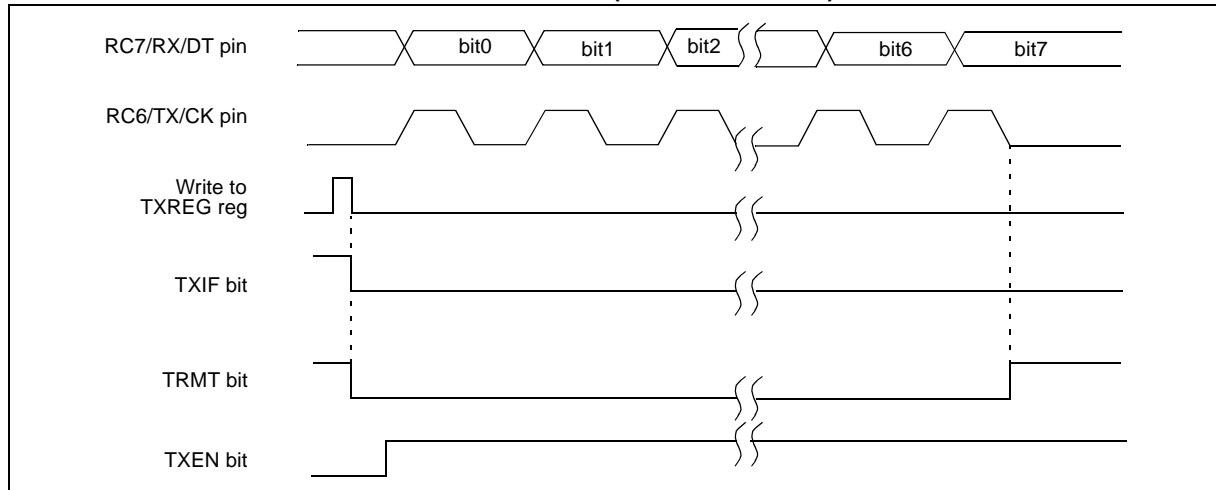 RC7/RX/DT pin
bit0 bit1 bit2 bit6 bit7
RC6/TX/CK pin
Write to
TXREG reg
TXIF bit
TRMT bit
TXEN bit